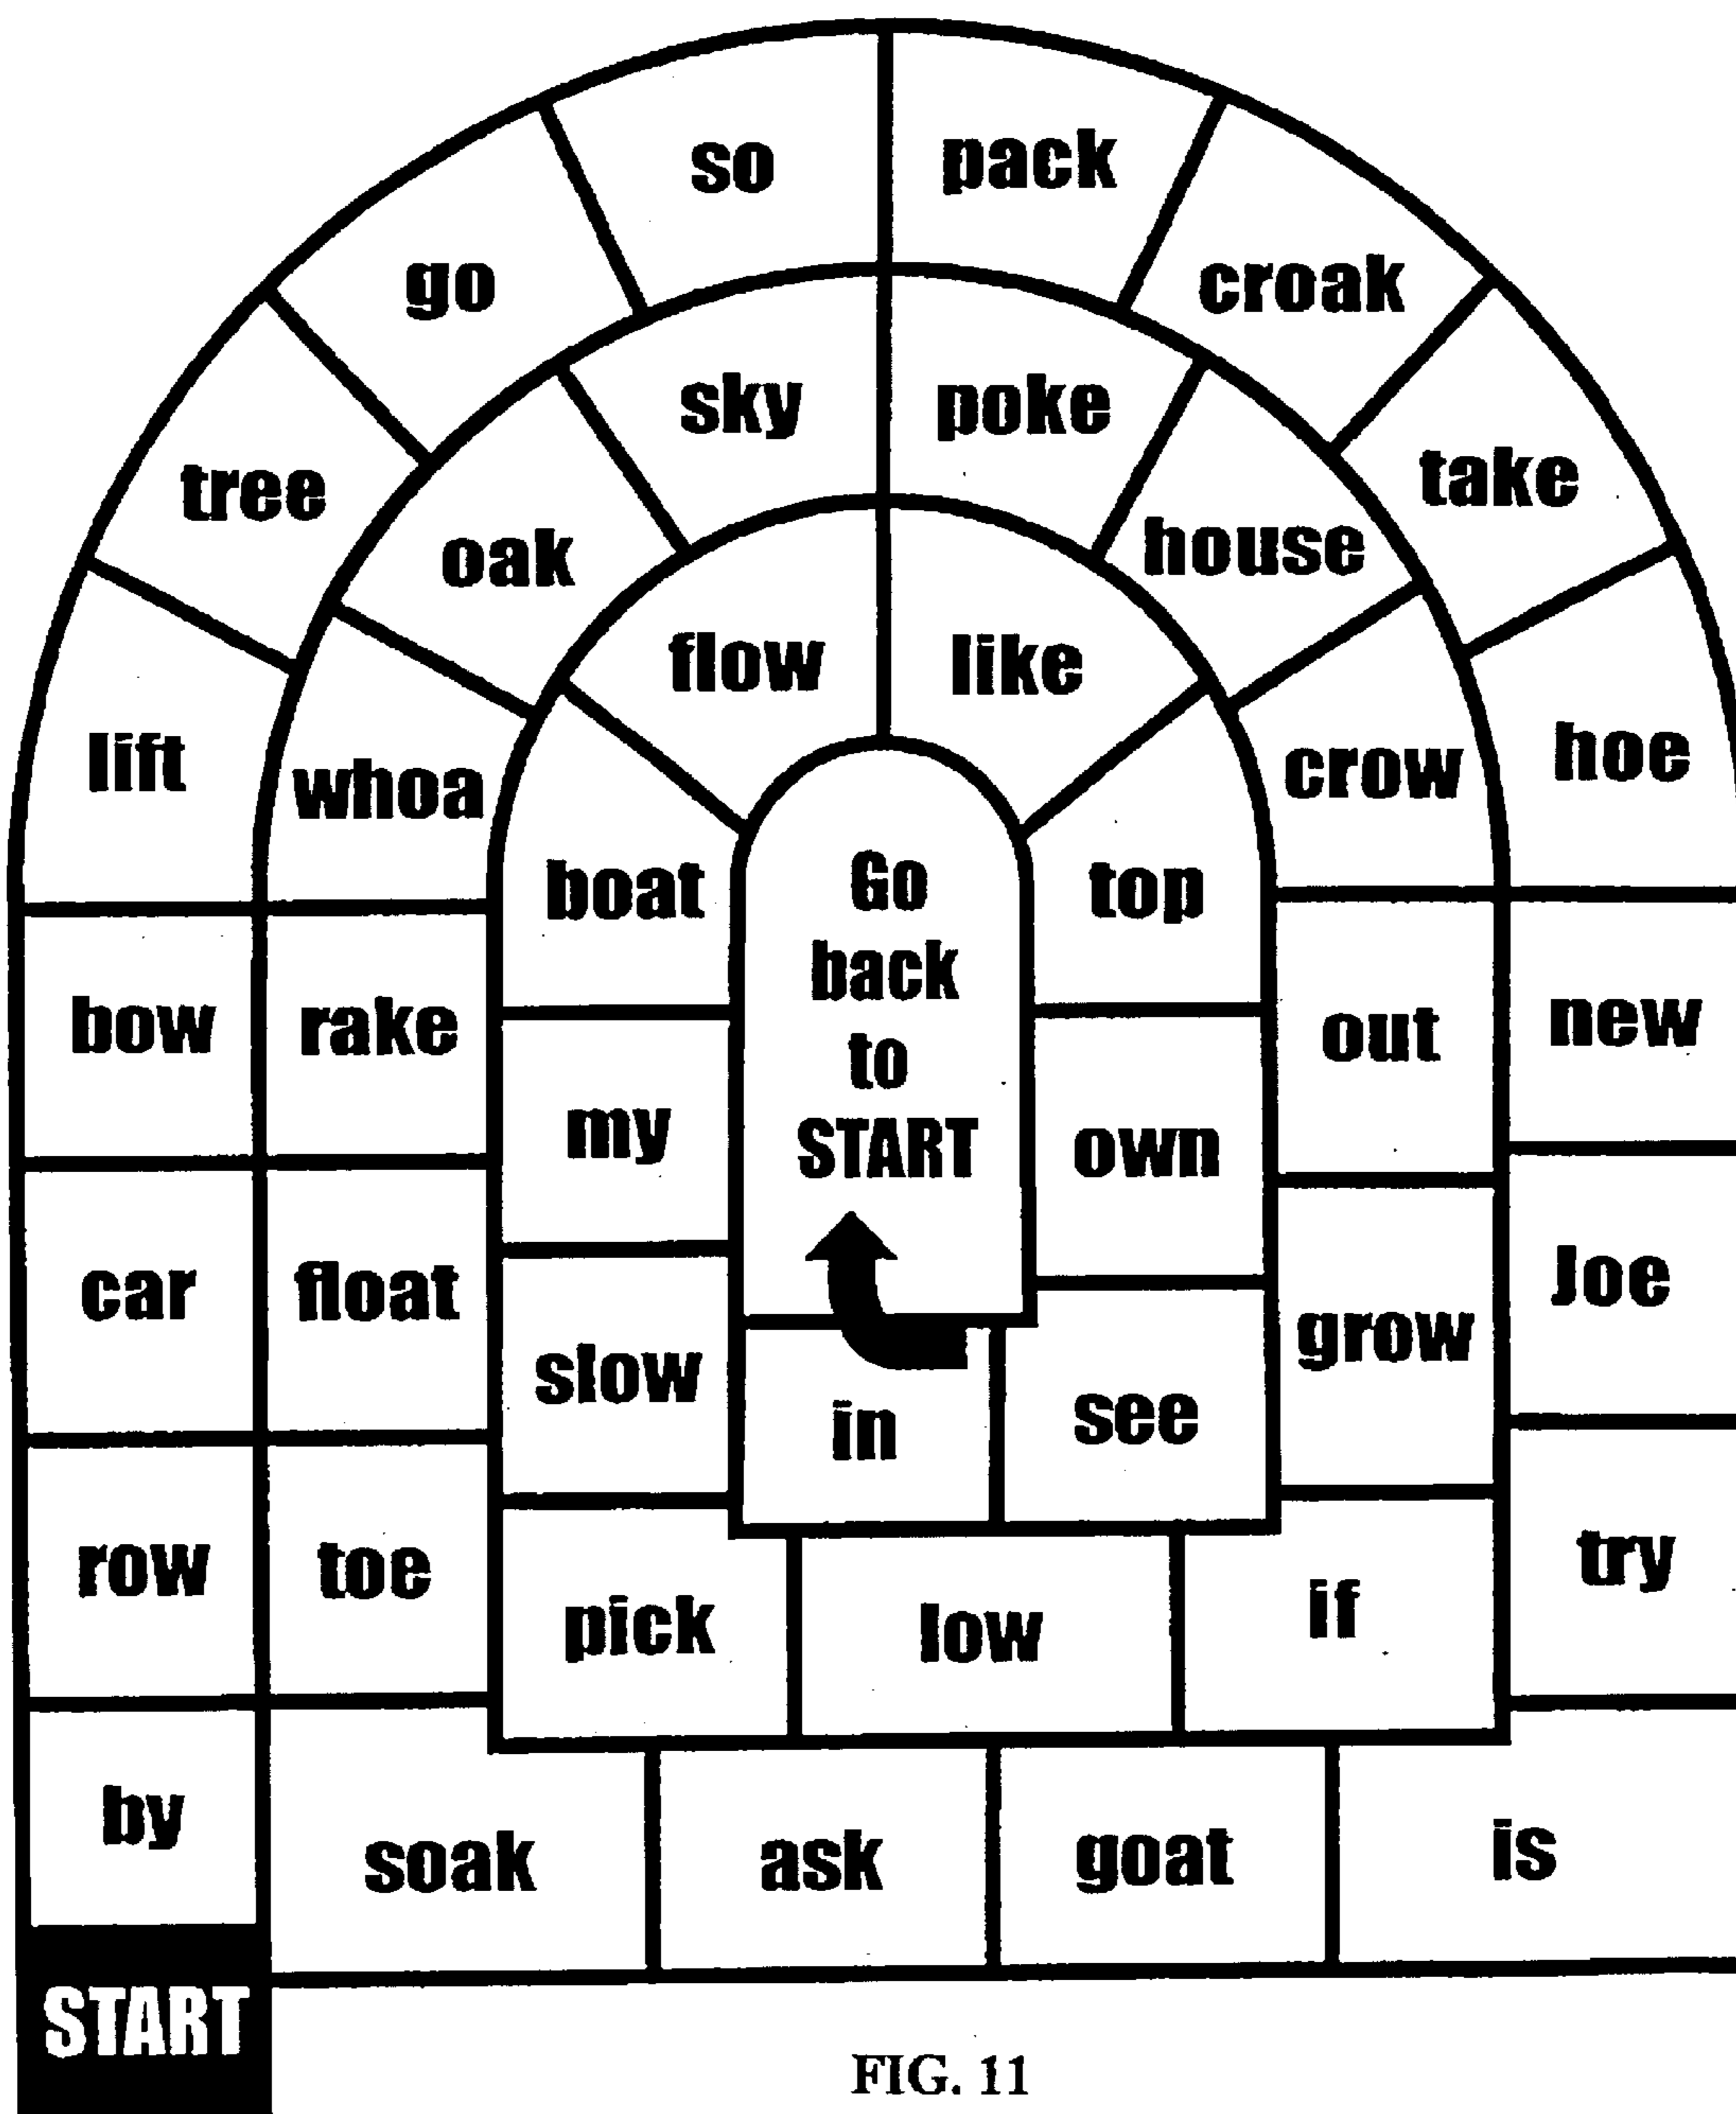 so pack
go croak
sky poke
tree take
oak house
flow like
lift whoa crow hoe
boat Go top
back
bow rake out new
to
my START own
car float Joe
slow grow
in see
row toe try
pick low if
by
soak ask goat is
START
FIG. 11